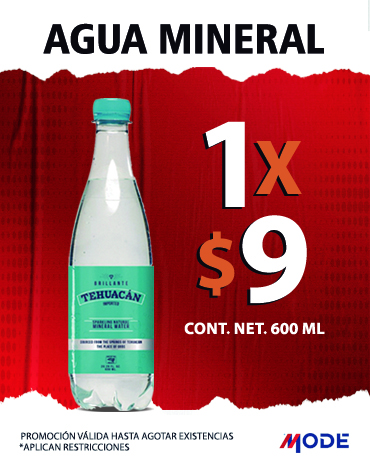 AGUA MINERAL
1X
$9
CONT. NET. 600 ML
BRILLANTE
TEHUACÁN
IMPORTED
SPARKLING NATURAL
MINERAL WATER
SOURCED FROM THE SPRINGS OF TEHUACAN
THE PLACE OF GODS
PROMOCIÓN VÁLIDA HASTA AGOTAR EXISTENCIAS
*APLICAN RESTRICCIONES
MODE